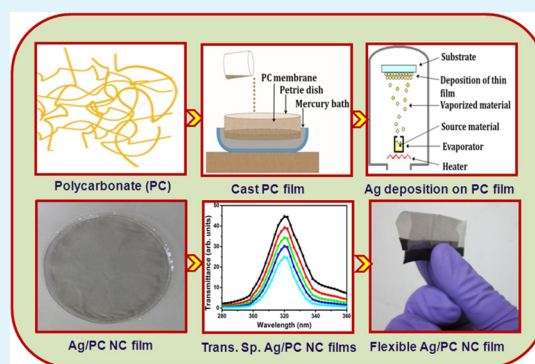 PC membrane
Petrie dish
Mercury bath
Substrate
Deposition of thin
film
Vaporized material
Source material
Evaporator
Heater
Polycarbonate (PC)
Cast PC film
Ag deposition on PC film
Transmittance (arb. units)
50
40
30
20
10
0
280
300
320
340
360
Wavelength (nm)
Ag/PC NC film
Trans. Sp. Ag/PC NC films
Flexible Ag/PC NC film